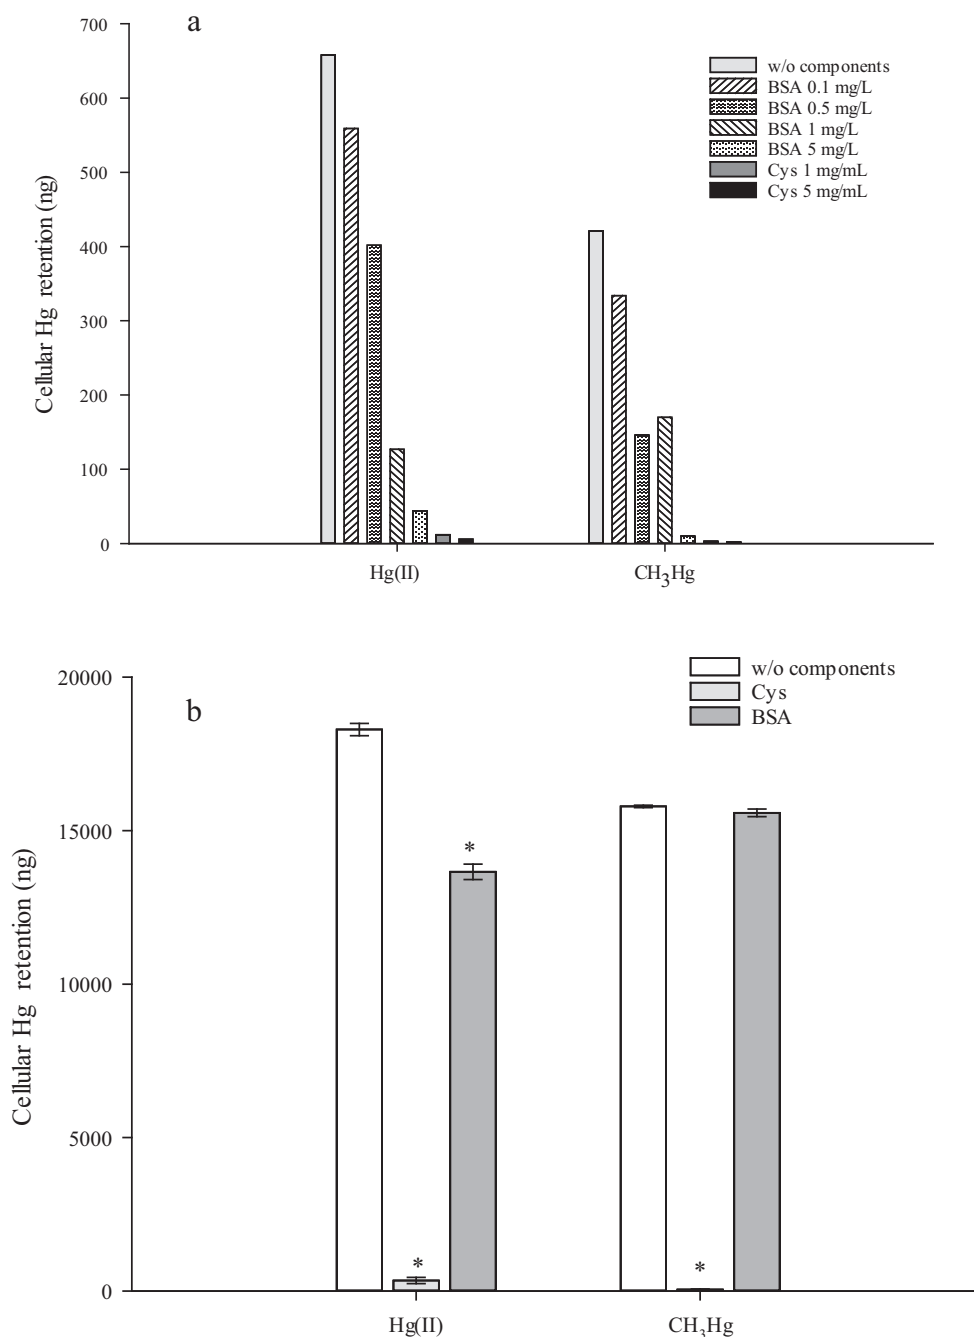 a
700
600
500
400
300
200
100
0
Cellular Hg retention (ng)
w/o components
BSA 0.1 mg/L
BSA 0.5 mg/L
BSA 1 mg/L
BSA 5 mg/L
Cys 1 mg/mL
Cys 5 mg/mL
Hg(II)
CH3Hg
b
20000
15000
10000
5000
0
Cellular Hg retention (ng)
w/o components
Cys
BSA
*
*
*
Hg(II)
CH3Hg